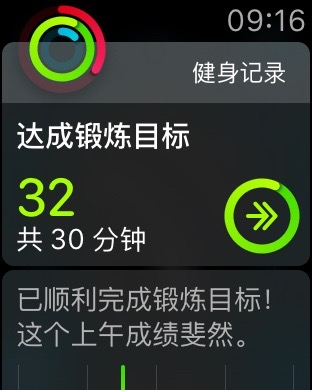 09:16
健身记录
达成锻炼目标
32
共 30 分钟
已顺利完成锻炼目标！
这个上午成绩斐然。